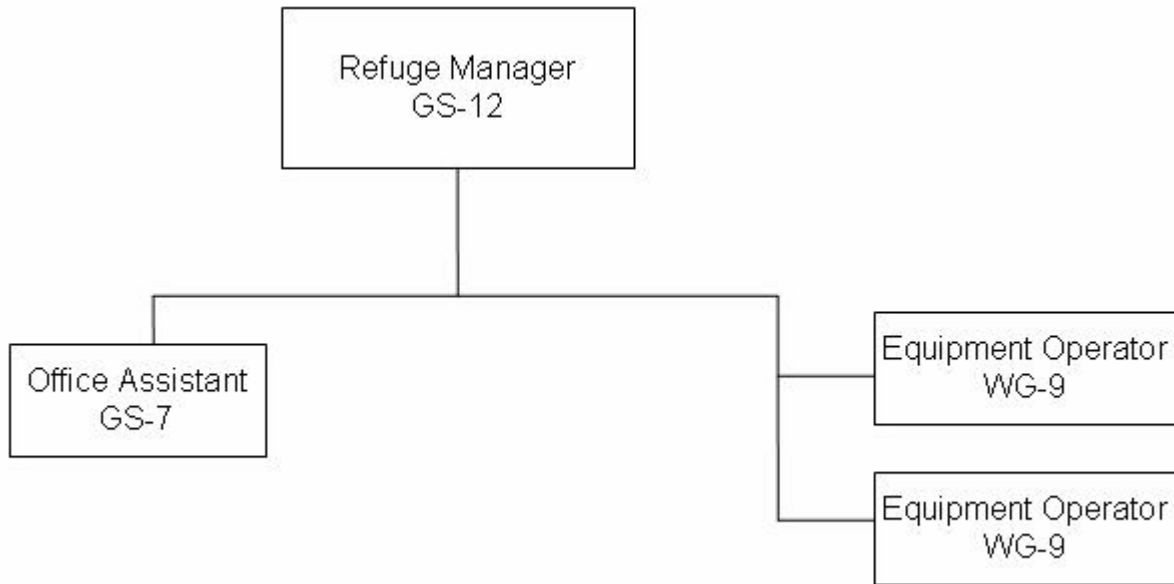 Refuge Manager
GS-12
Office Assistant
GS-7
Equipment Operator
WG-9
Equipment Operator
WG-9